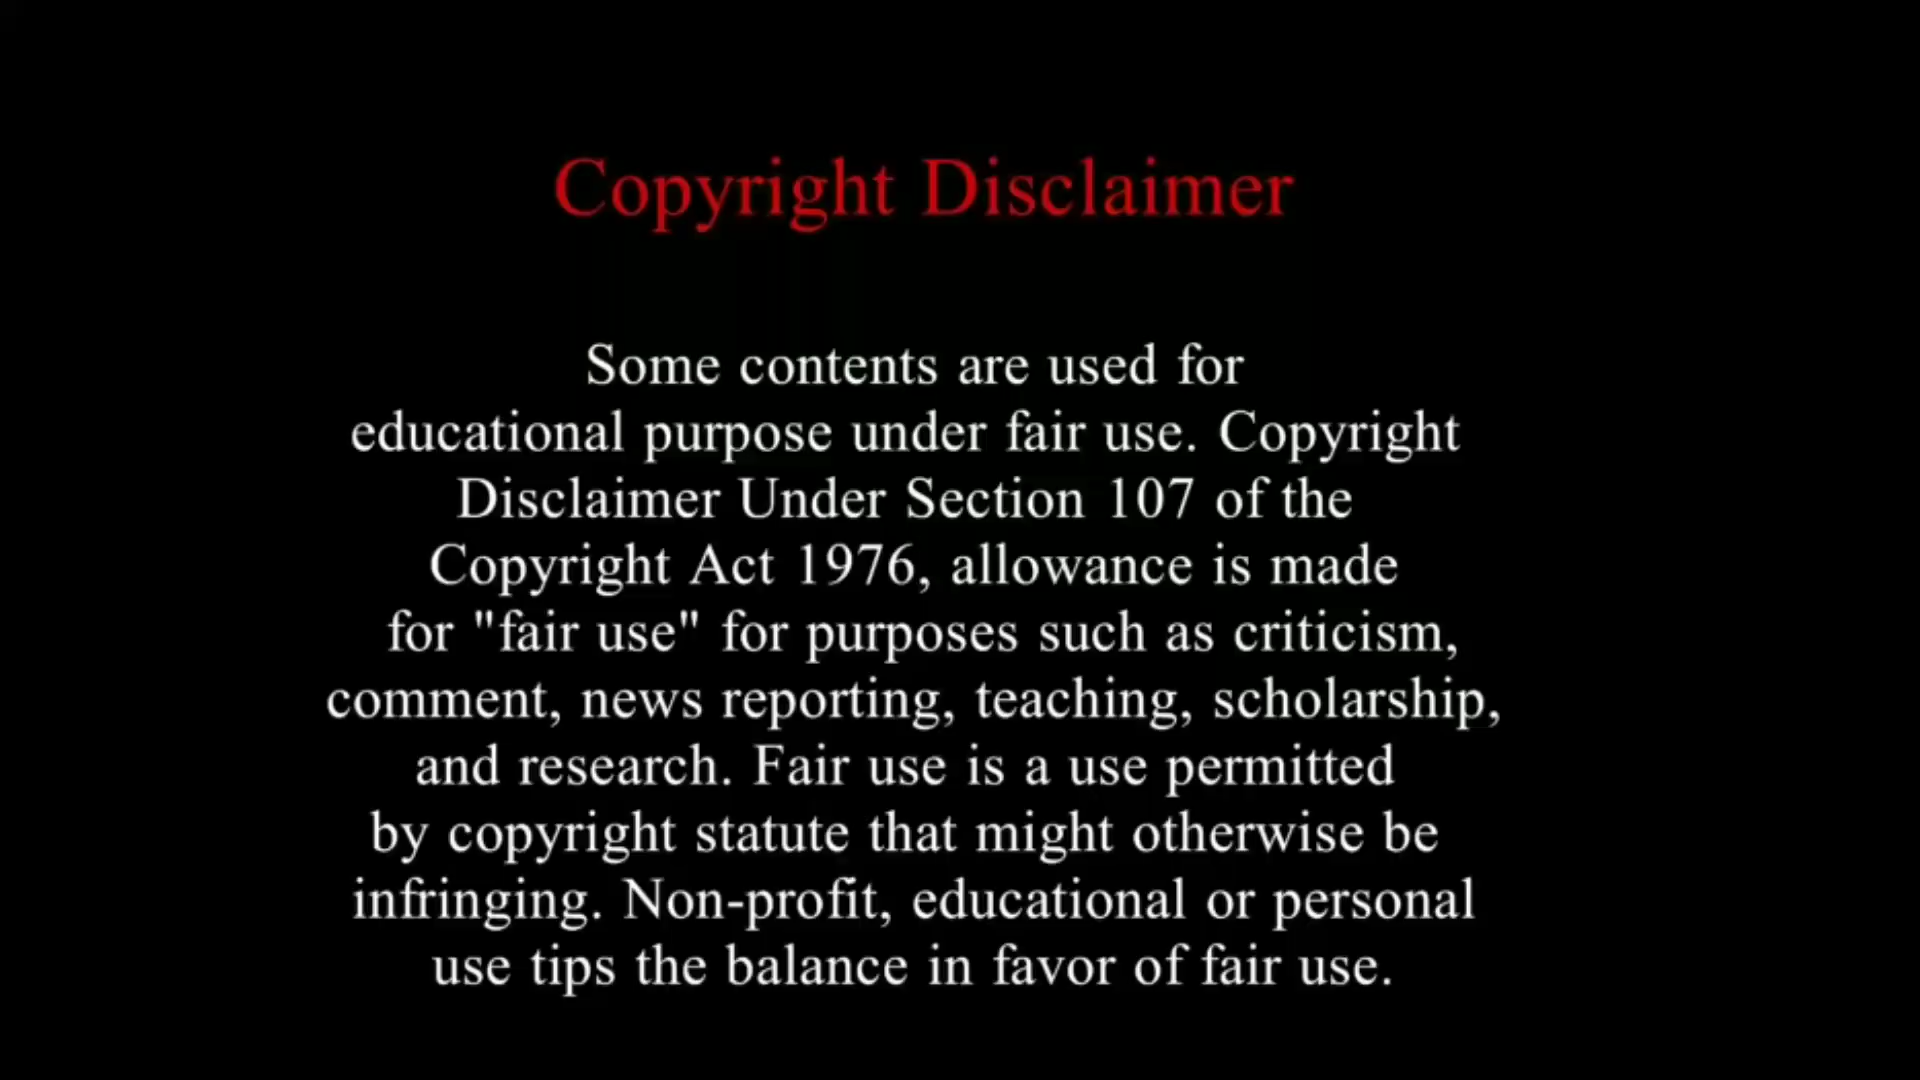 Copyright Disclaimer
Some contents are used for
educational purpose under fair use. Copyright
Disclaimer Under Section 107 of the
Copyright Act 1976, allowance is made
for "fair use" for purposes such as criticism,
comment, news reporting, teaching, scholarship,
and research. Fair use is a use permitted
by copyright statute that might otherwise be
infringing. Non-profit, educational or personal
use tips the balance in favor of fair use.